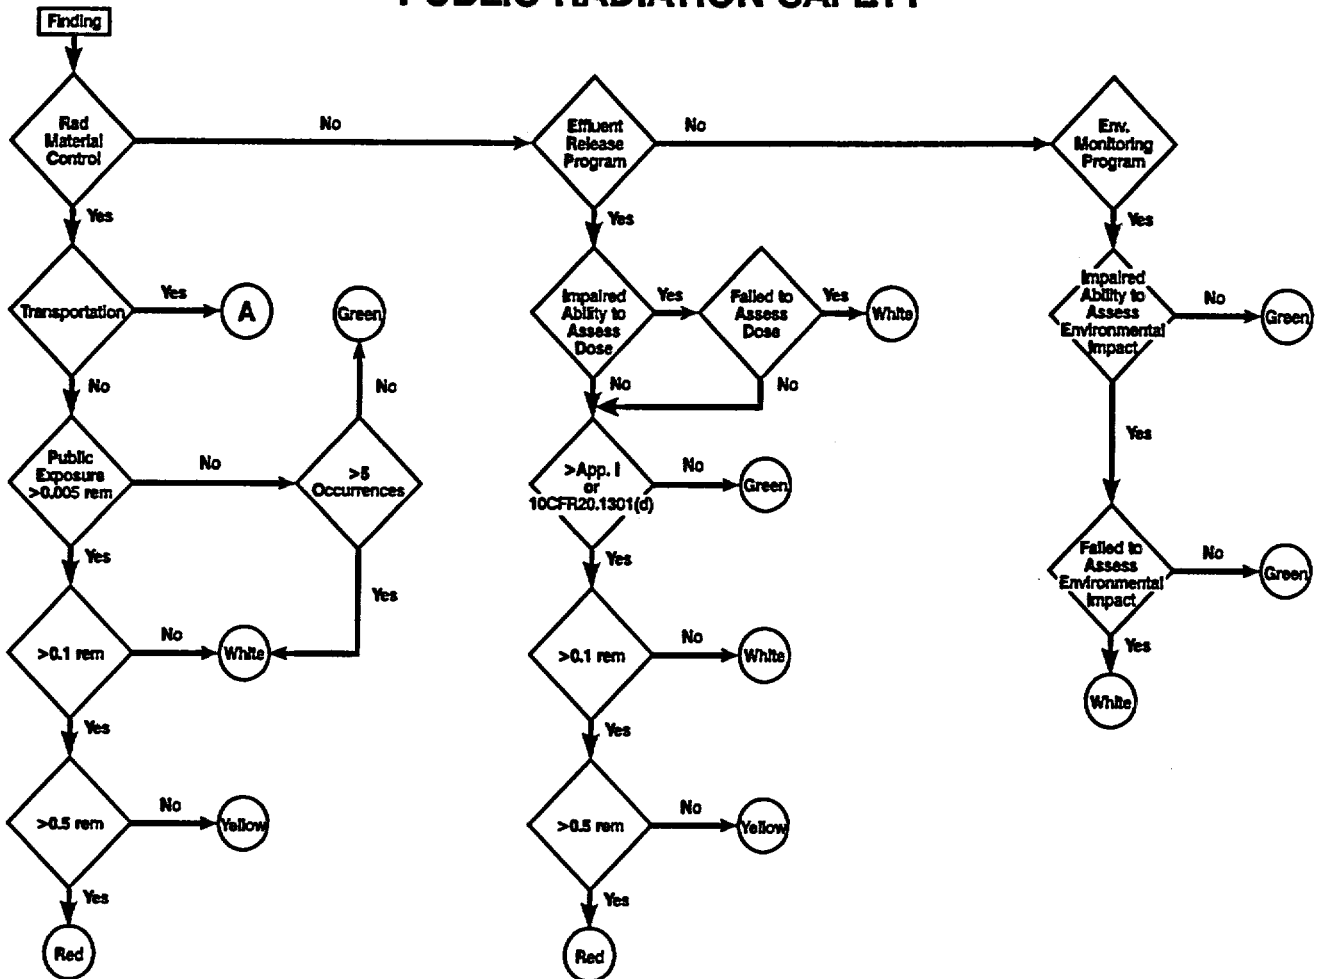 PUBLIC RADIATION SAFETY
Finding
Rad
Material
Control
No
Effluent
Release
Program
No
Env.
Monitoring
Program
Yes
Yes
Yes
Transportation
Yes
A
Green
Impaired
Ability to
Assess
Dose
Yes
Failed to
Assess
Dose
Yes
White
Impaired
Ability to
Assess
Environmental
Impact
No
Green
No
No
No
No
Yes
Public
Exposure
>0.005 rem
No
>5
Occurrences
>App. I
or
10CFR20.1301(d)
No
Green
Yes
Yes
Yes
Failed to
Assess
Environmental
Impact
No
Green
>0.1 rem
No
White
>0.1 rem
No
White
Yes
White
Yes
Yes
>0.5 rem
No
Yellow
>0.5 rem
No
Yellow
Yes
Yes
Red
Red